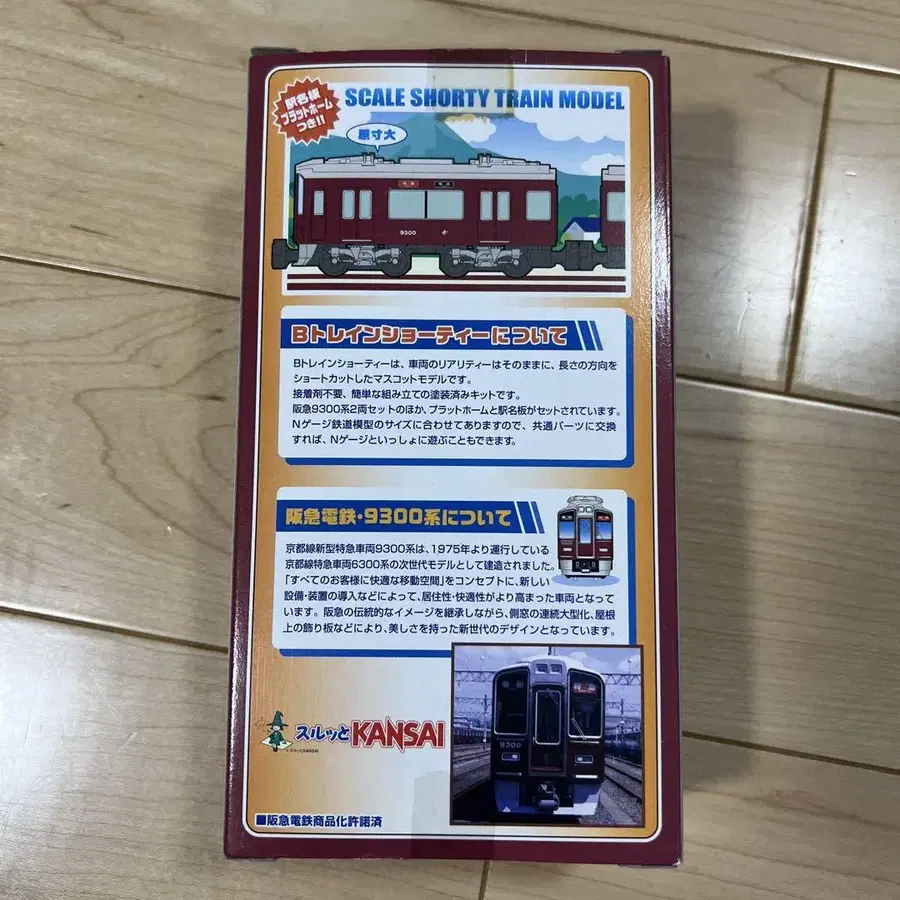 駅名板
プラットホーム
つき!!
SCALE SHORTY TRAIN MODEL
原寸大
9300
Bトレインショーティーについて
Bトレインショーティーは、車両のリアリティーはそのままに、長さの方向を
ショートカットしたマスコットモデルです。
接着剤不要、簡単な組み立ての塗装済みキットです。
阪急9300系2両セットのほか、プラットホームと駅名板がセットされています。
Nゲージ鉄道模型のサイズに合わせてありますので、共通パーツに交換
すれば、Nゲージといっしょに遊ぶこともできます。
阪急電鉄・9300系について
京都線新型特急車両9300系は、1975年より運行している
京都線特急車両6300系の次世代モデルとして建造されました。
「すべてのお客様に快適な移動空間」をコンセプトに、新しい
設備・装置の導入などによって、居住性・快適性がより高まった車両となって
います。阪急の伝統的なイメージを継承しながら、側窓の連続大型化、屋根
上の飾り板などにより、美しさを持った新世代のデザインとなっています。
9300
スルッとKANSAI
スルッとKANSAI
9300
■阪急電鉄商品化許諾済